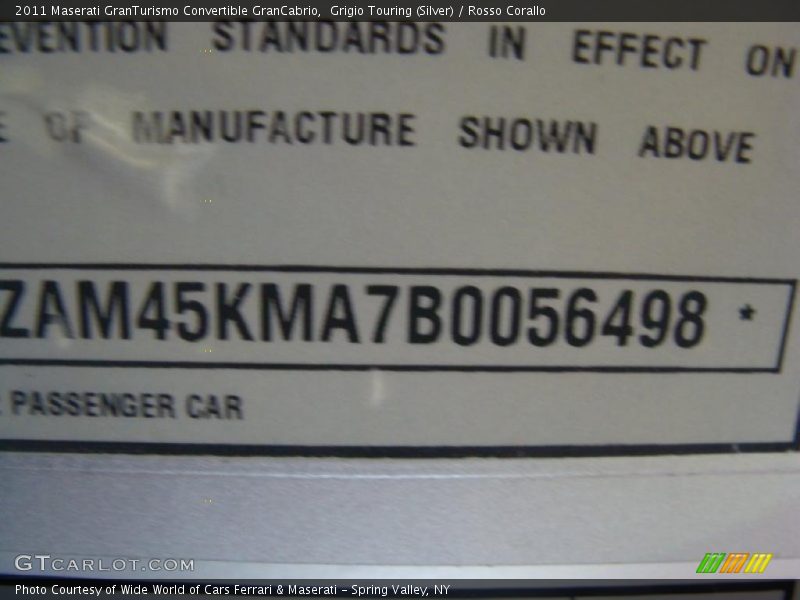 2011 Maserati GranTurismo Convertible GranCabrio, Grigio Touring (Silver) / Rosso Corallo
STANDARDS IN EFFECT ON
OF MANUFACTURE SHOWN ABOVE
ZAM45KMA7B0056498 *
PASSENGER CAR
GTCARLOT.COM
Photo Courtesy of Wide World of Cars Ferrari & Maserati - Spring Valley, NY